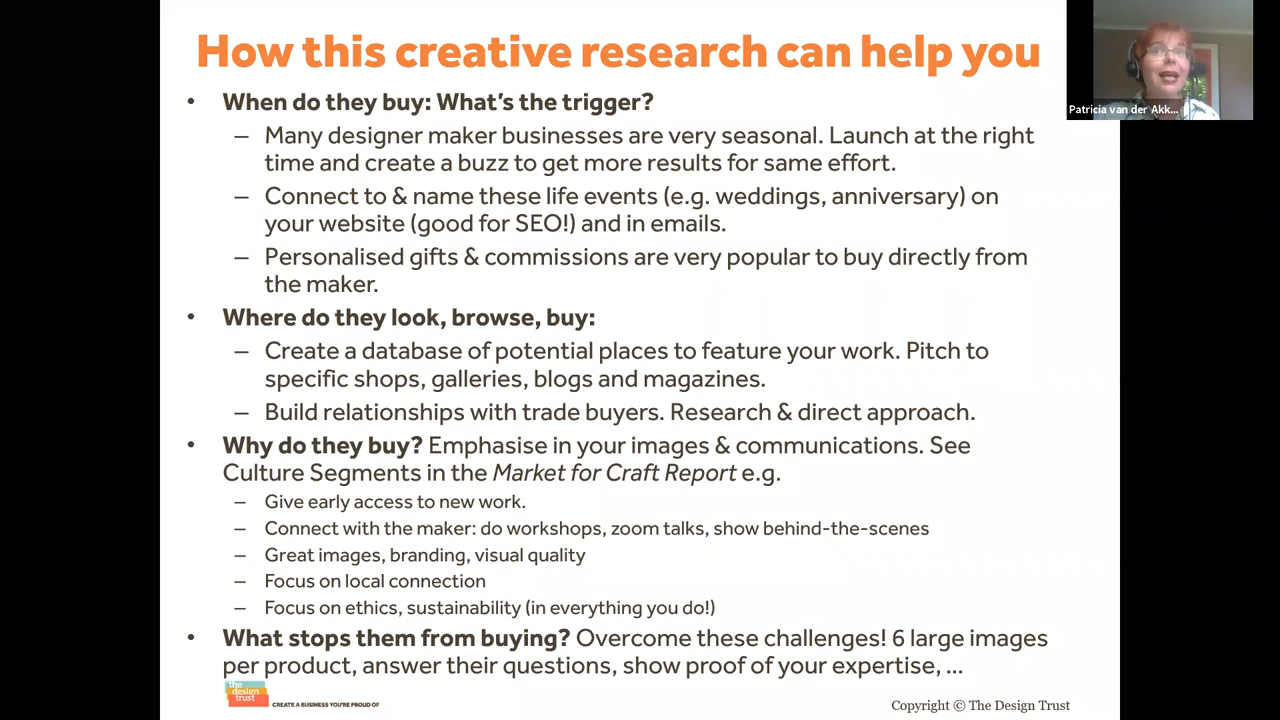 How this creative research can help you
Patricia van der Akk...
• When do they buy: What's the trigger?
– Many designer maker businesses are very seasonal. Launch at the right
time and create a buzz to get more results for same effort.
– Connect to & name these life events (e.g. weddings, anniversary) on
your website (good for SEO!) and in emails.
– Personalised gifts & commissions are very popular to buy directly from
the maker.
• Where do they look, browse, buy:
– Create a database of potential places to feature your work. Pitch to
specific shops, galleries, blogs and magazines.
– Build relationships with trade buyers. Research & direct approach.
• Why do they buy? Emphasise in your images & communications. See
Culture Segments in the Market for Craft Report e.g.
– Give early access to new work.
– Connect with the maker: do workshops, zoom talks, show behind-the-scenes
– Great images, branding, visual quality
– Focus on local connection
– Focus on ethics, sustainability (in everything you do!)
• What stops them from buying? Overcome these challenges! 6 large images
per product, answer their questions, show proof of your expertise, ...
the
design
trust
CREATE A BUSINESS YOU'RE PROUD OF
Copyright © The Design Trust